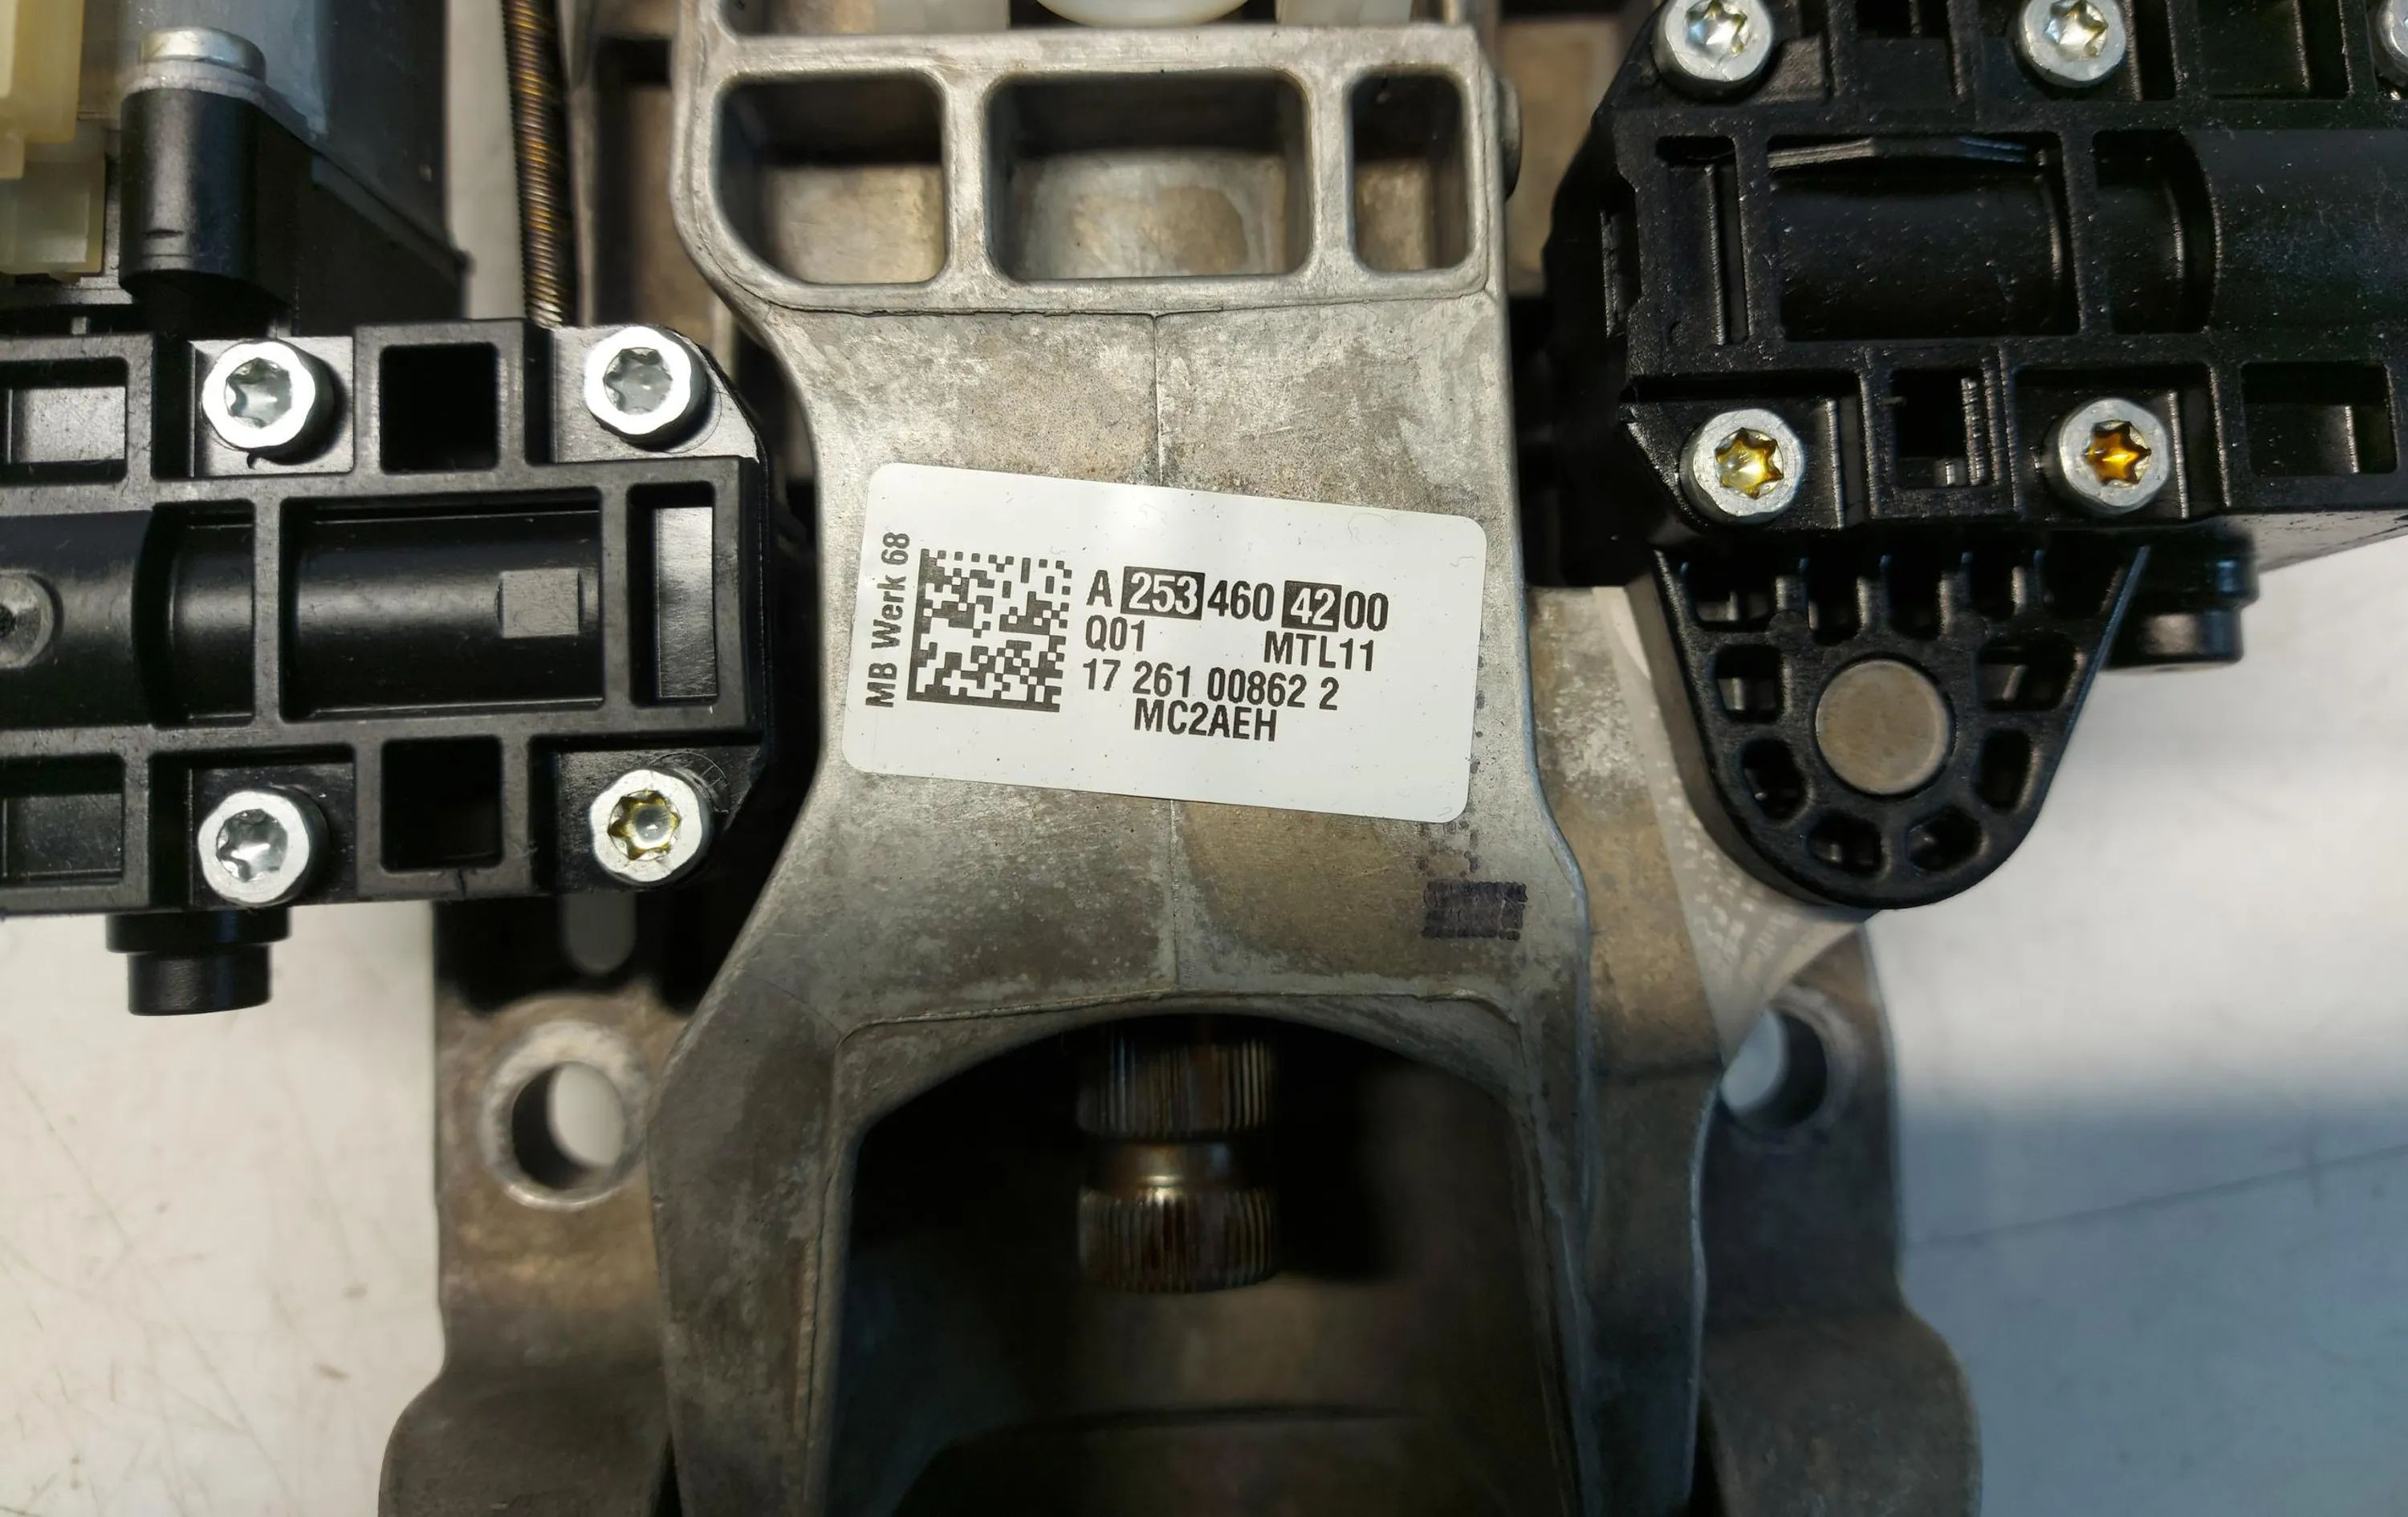 MB Werk 68
A 253 460 42 00
Q01 MTL11
17 261 00862 2
MC2AEH